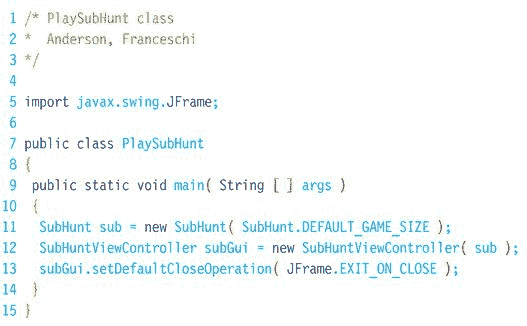 1 /* PlaySubHunt class
2 * Anderson, Franceschi
3 */
4
5 import javax.swing.JFrame;
6
7 public class PlaySubHunt
8 {
9 public static void main( String [ ] args )
10 {
11 SubHunt sub = new SubHunt( SubHunt.DEFAULT_GAME_SIZE );
12 SubHuntViewController subGui = new SubHuntViewController( sub );
13 subGui.setDefaultCloseOperation( JFrame.EXIT_ON_CLOSE );
14 }
15 }